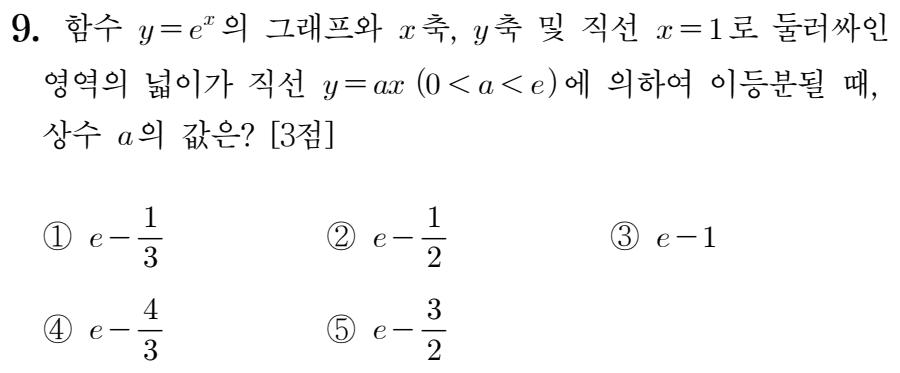 9. 함수 y=e^x의 그래프와 x축, y축 및 직선 x=1로 둘러싸인
영역의 넓이가 직선 y=ax (0<a<e)에 의하여 이등분될 때,
상수 a의 값은? [3점]
① e-1/3 ② e-1/2 ③ e-1
④ e-4/3 ⑤ e-3/2